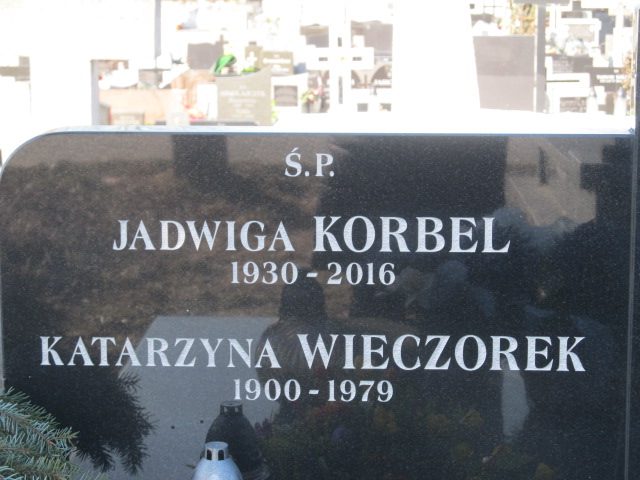 Ś.P.
JADWIGA KORBEL
1930 - 2016
KATARZYNA WIECZOREK
1900 - 1979